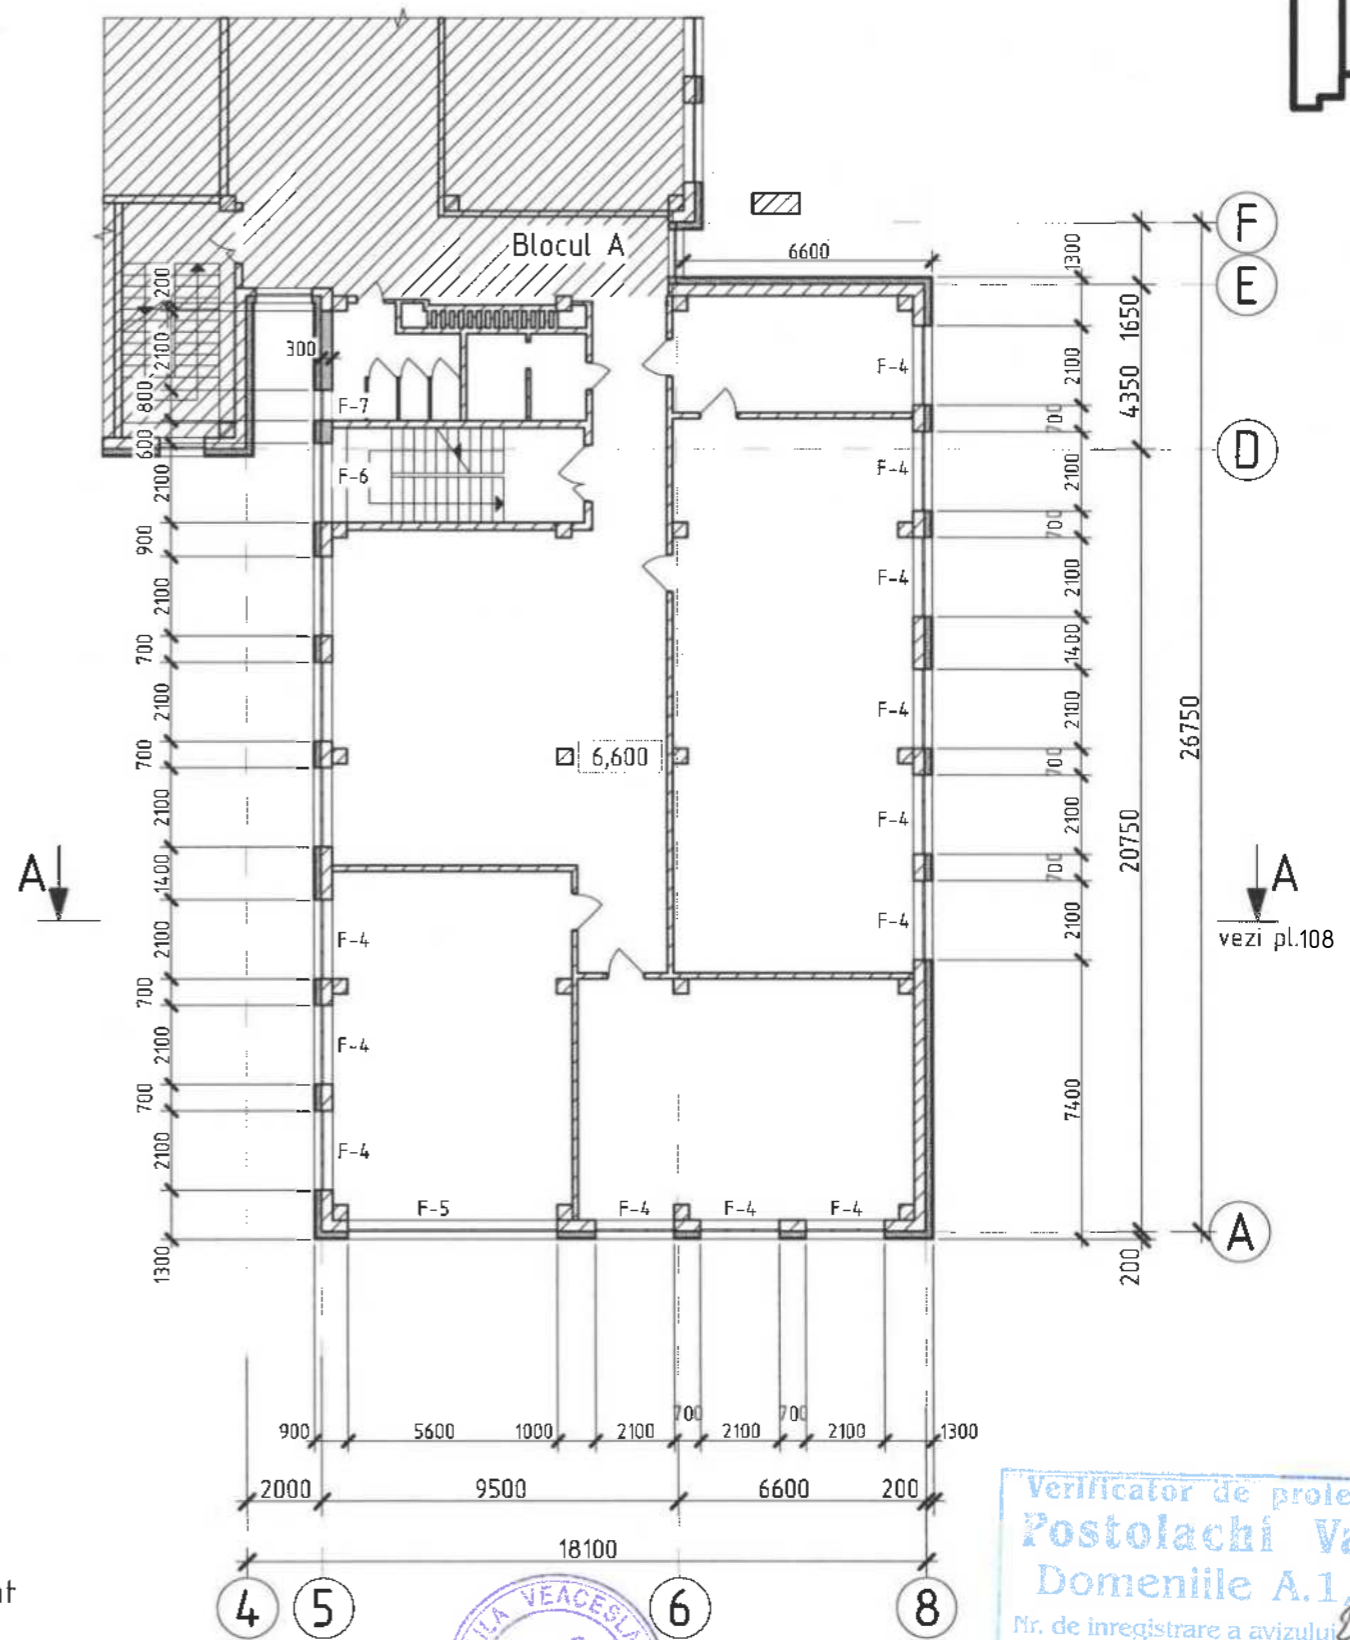 Blocul A
6600
1300
F
E
200
2100
300
800
F-7
F-4
2100
1650
4350
700
D
600
2100
F-6
F-4
2100
900
700
2100
F-4
2100
700
1400
2100
F-4
2100
26750
700
6,600
700
2100
F-4
2100
20750
A
1400
700
A
2100
F-4
F-4
2100
vezi pl.108
700
2100
F-4
700
7400
2100
F-4
F-5
F-4
F-4
F-4
A
1300
200
900
5600
1000
2100
700
2100
700
2100
1300
2000
9500
6600
200
18100
4
5
6
8
VEACESLA
Verificator de proie
Postolachi Va
Domeniile A.1,
Nr. de inregistrare a avizului